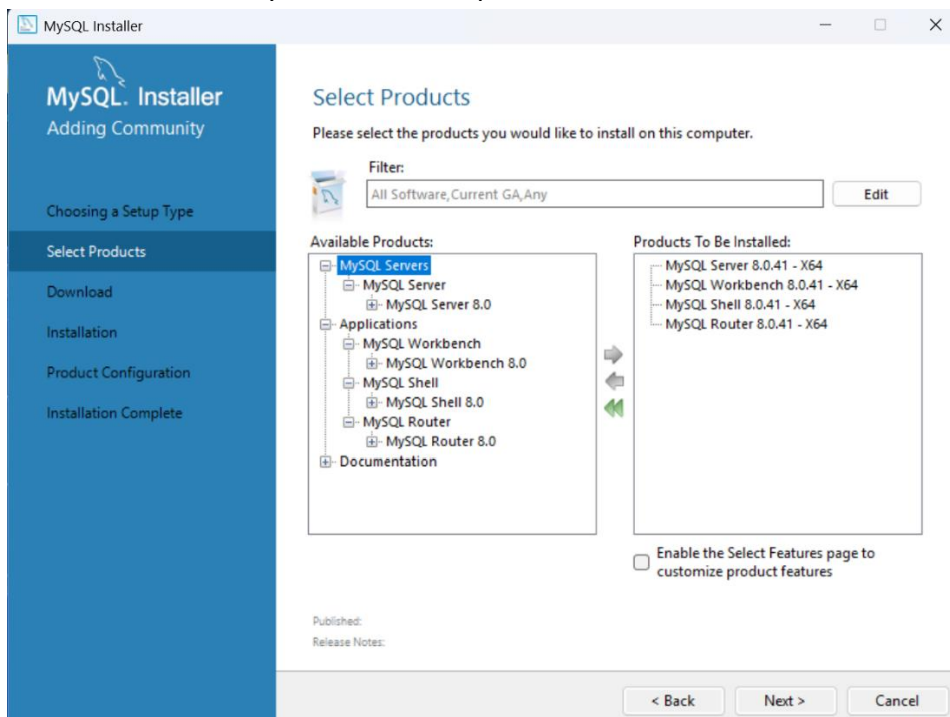 MySQL Installer
MySQL. Installer
Adding Community
Choosing a Setup Type
Select Products
Download
Installation
Product Configuration
Installation Complete
Select Products
Please select the products you would like to install on this computer.
Filter:
All Software,Current GA,Any
Edit
Available Products:
MySQL Servers
MySQL Server
MySQL Server 8.0
Applications
MySQL Workbench
MySQL Workbench 8.0
MySQL Shell
MySQL Shell 8.0
MySQL Router
MySQL Router 8.0
Documentation
Products To Be Installed:
MySQL Server 8.0.41 - X64
MySQL Workbench 8.0.41 - X64
MySQL Shell 8.0.41 - X64
MySQL Router 8.0.41 - X64
Enable the Select Features page to
customize product features
Published:
Release Notes:
< Back
Next >
Cancel